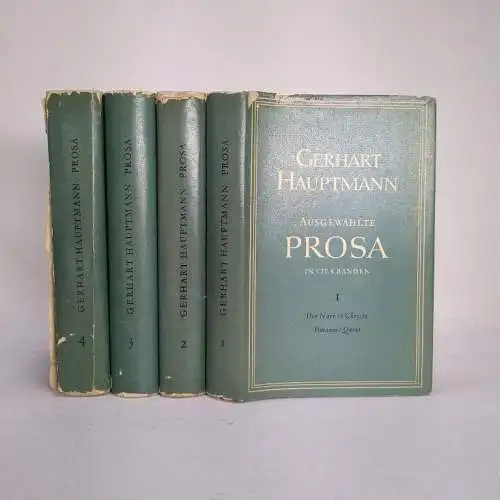 GERHART HAUPTMANN PROSA
4
GERHART HAUPTMANN PROSA
3
GERHART HAUPTMANN PROSA
2
GERHART HAUPTMANN PROSA
1
GERHART
HAUPTMANN
AUSGEWÄHLTE
PROSA
IN VIER BÄNDEN
I
Der Narr in Christo
Emanuel Quint